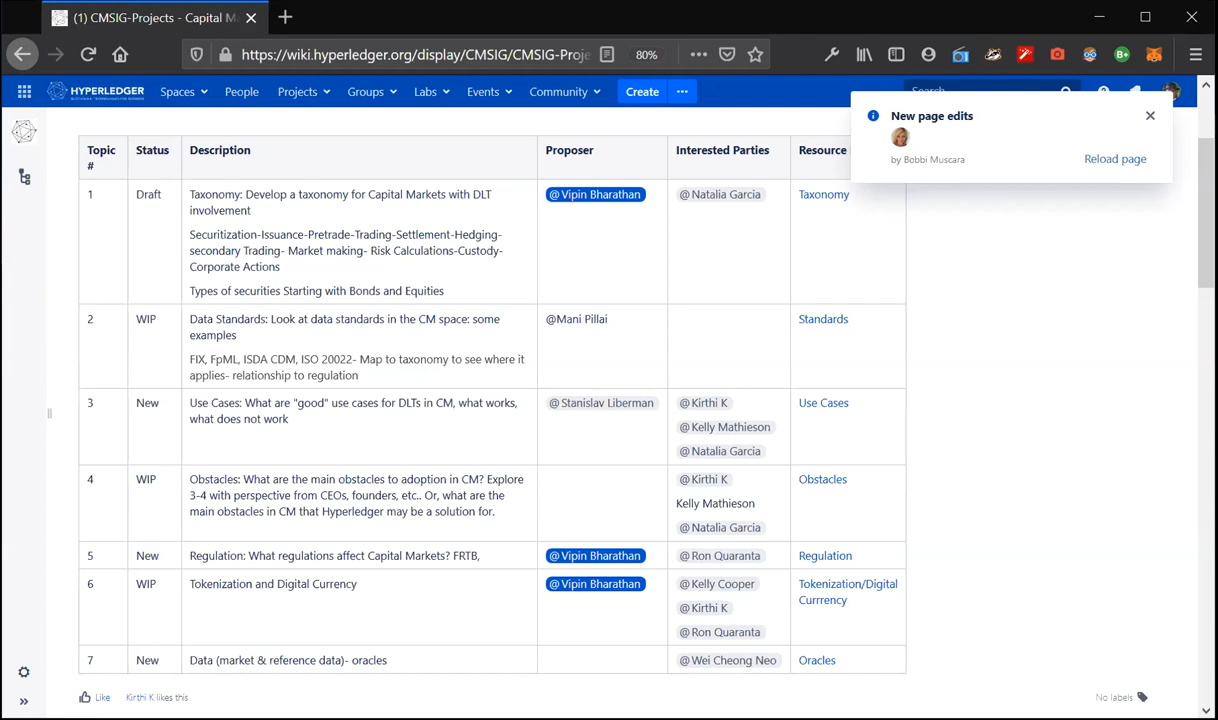 (1) CMSIG-Projects - Capital Ma
https://wiki.hyperledger.org/display/CMSIG/CMSIG-Proje
80%
HYPERLEDGER
Spaces
People
Projects
Groups
Labs
Events
Community
Create
Search
New page edits
by Bobbi Muscara
Reload page
Topic # Status Description Proposer Interested Parties Resource
1 Draft Taxonomy: Develop a taxonomy for Capital Markets with DLT @Vipin Bharathan @Natalia Garcia Taxonomy
involvement
Securitization-Issuance-Pretrade-Trading-Settlement-Hedging-
secondary Trading- Market making- Risk Calculations-Custody-
Corporate Actions
Types of securities Starting with Bonds and Equities
2 WIP Data Standards: Look at data standards in the CM space: some @Mani Pillai Standards
examples
FIX, FpML, ISDA CDM, ISO 20022- Map to taxonomy to see where it
applies- relationship to regulation
3 New Use Cases: What are "good" use cases for DLTs in CM, what works, @Stanislav Liberman @Kirthi K Use Cases
what does not work
@Kelly Mathieson
@Natalia Garcia
4 WIP Obstacles: What are the main obstacles to adoption in CM? Explore @Kirthi K Obstacles
3-4 with perspective from CEOs, founders, etc.. Or, what are the Kelly Mathieson
main obstacles in CM that Hyperledger may be a solution for.
@Natalia Garcia
5 New Regulation: What regulations affect Capital Markets? FRTB, @Vipin Bharathan @Ron Quaranta Regulation
6 WIP Tokenization and Digital Currency @Vipin Bharathan @Kelly Cooper Tokenization/Digital
@Kirthi K Currrency
@Ron Quaranta
7 New Data (market & reference data)- oracles @Wei Cheong Neo Oracles
Like Kirthi K likes this No labels